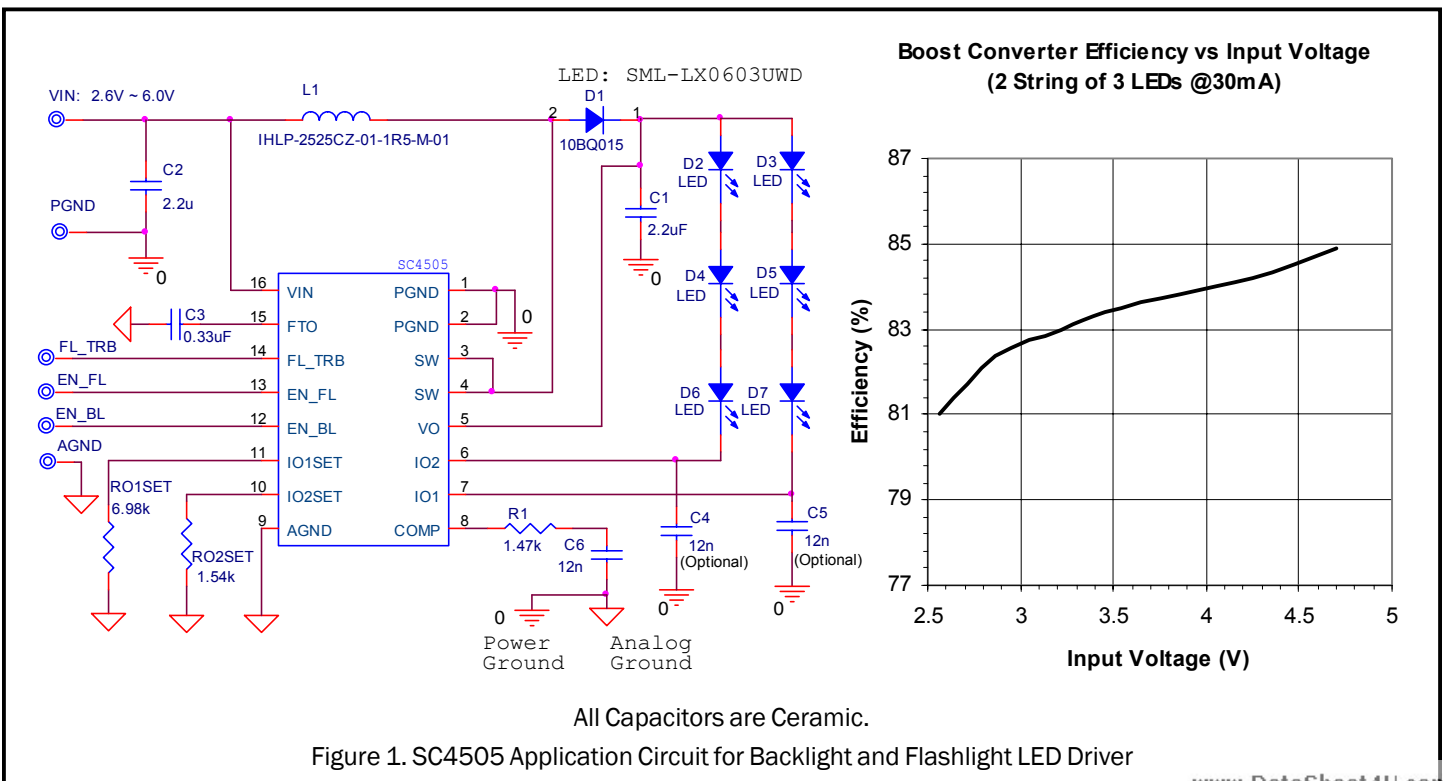 LED: SML-LX0603UWD
VIN: 2.6V ~ 6.0V
L1
IHLP-2525CZ-01-1R5-M-01
2
D1
1
10BQ015
C2
2.2u
PGND
0
D2
LED
D3
LED
C1
2.2uF
0
D4
LED
D5
LED
D6
LED
D7
LED
SC4505
16
VIN
PGND
1
15
FTO
PGND
2
14
FL_TRB
SW
3
13
EN_FL
SW
4
12
EN_BL
VO
5
11
IO1SET
IO2
6
10
IO2SET
IO1
7
9
AGND
COMP
8
0
C3
0.33uF
FL_TRB
EN_FL
EN_BL
AGND
RO1SET
6.98k
RO2SET
1.54k
R1
1.47k
C6
12n
C4
12n
(Optional)
C5
12n
(Optional)
0
0
0
Power
Ground
Analog
Ground
Boost Converter Efficiency vs Input Voltage
(2 String of 3 LEDs @30mA)
Efficiency (%)
87
85
83
81
79
77
2.5 3 3.5 4 4.5 5
Input Voltage (V)
All Capacitors are Ceramic.
Figure 1. SC4505 Application Circuit for Backlight and Flashlight LED Driver